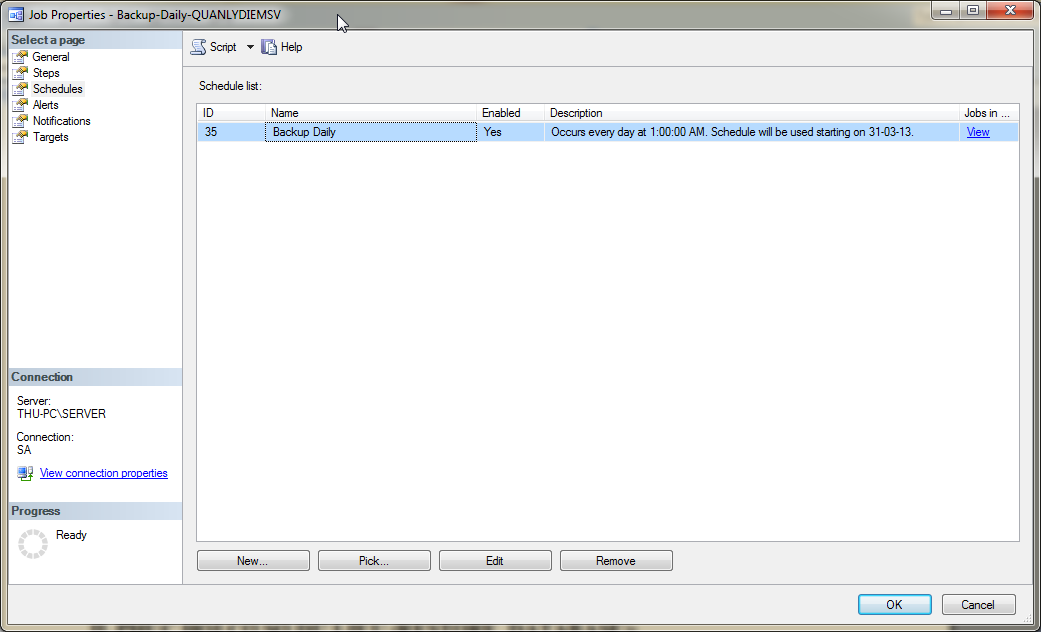 Job Properties - Backup-Daily-QUANLYDIEMSV
Select a page
General
Steps
Schedules
Alerts
Notifications
Targets
Script
Help
Schedule list:
ID Name Enabled Description Jobs in ...
35 Backup Daily Yes Occurs every day at 1:00:00 AM. Schedule will be used starting on 31-03-13. View
Connection
Server:
THU-PC\SERVER
Connection:
SA
View connection properties
Progress
Ready
New... Pick... Edit Remove
OK Cancel